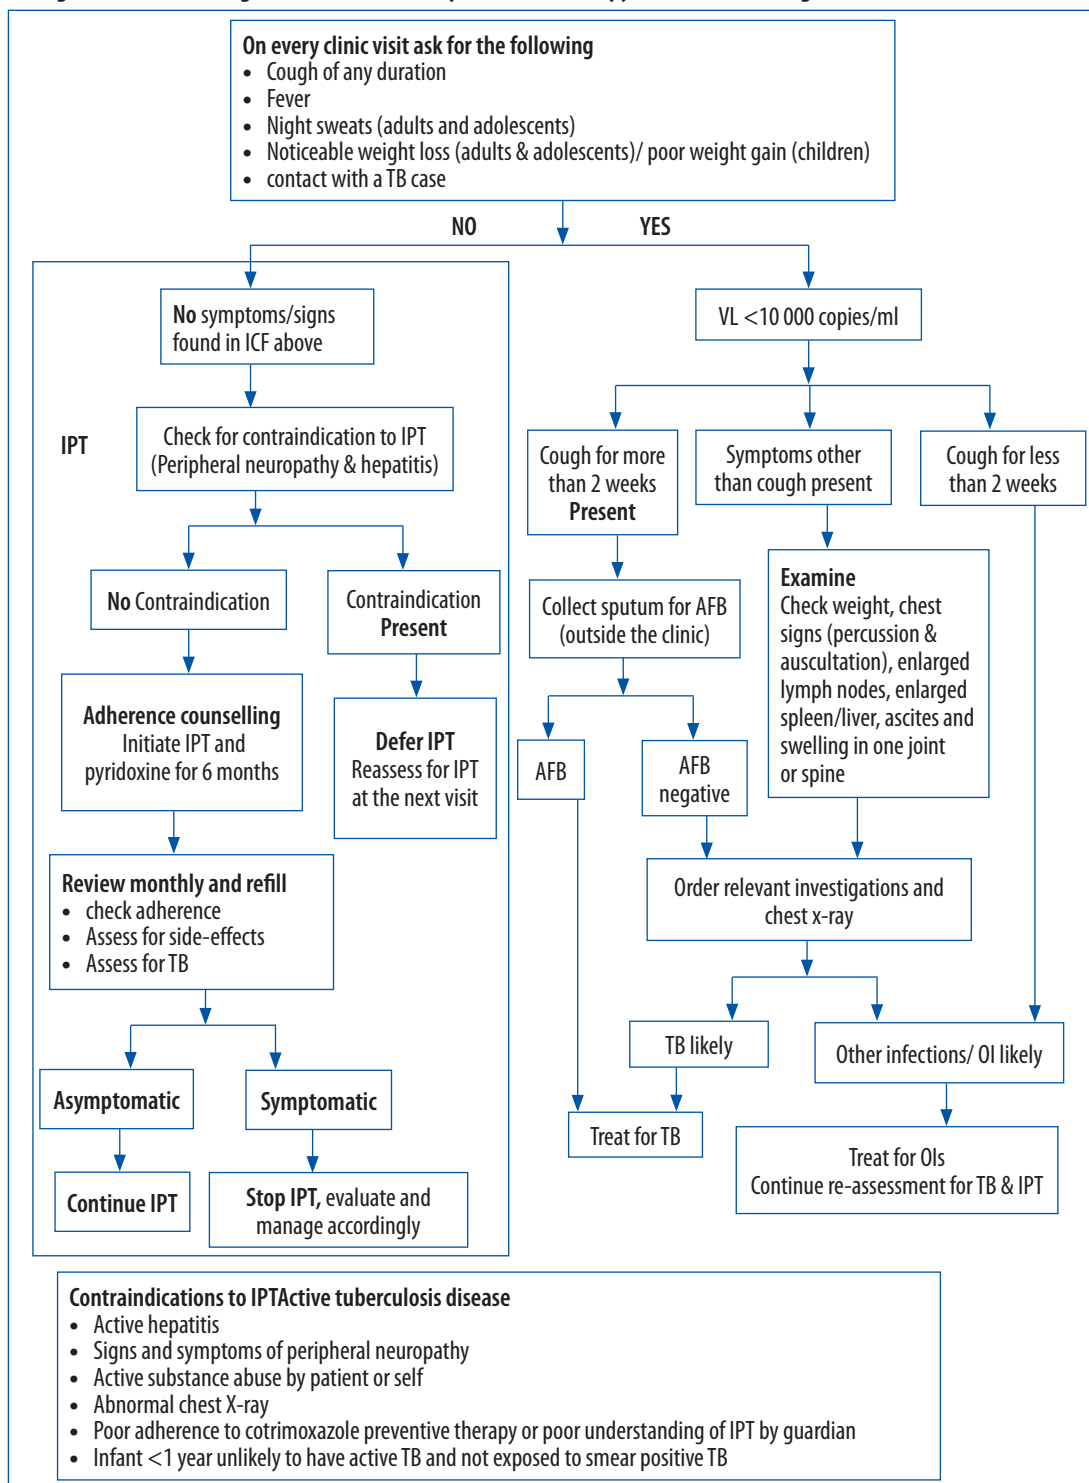 On every clinic visit ask for the following
• Cough of any duration
• Fever
• Night sweats (adults and adolescents)
• Noticeable weight loss (adults & adolescents)/ poor weight gain (children)
• contact with a TB case
NO
YES
No symptoms/signs
found in ICF above
IPT
Check for contraindication to IPT
(Peripheral neuropathy & hepatitis)
No Contraindication
Contraindication
Present
Adherence counselling
Initiate IPT and
pyridoxine for 6 months
Defer IPT
Reassess for IPT
at the next visit
Review monthly and refill
• check adherence
• Assess for side-effects
• Assess for TB
Asymptomatic
Symptomatic
Continue IPT
Stop IPT, evaluate and
manage accordingly
VL <10 000 copies/ml
Cough for more
than 2 weeks
Present
Symptoms other
than cough present
Cough for less
than 2 weeks
Collect sputum for AFB
(outside the clinic)
Examine
Check weight, chest
signs (percussion &
auscultation), enlarged
lymph nodes, enlarged
spleen/liver, ascites and
swelling in one joint
or spine
AFB
AFB
negative
Order relevant investigations and
chest x-ray
TB likely
Other infections/ OI likely
Treat for TB
Treat for OIs
Continue re-assessment for TB & IPT
Contraindications to IPTActive tuberculosis disease
• Active hepatitis
• Signs and symptoms of peripheral neuropathy
• Active substance abuse by patient or self
• Abnormal chest X-ray
• Poor adherence to cotrimoxazole preventive therapy or poor understanding of IPT by guardian
• Infant <1 year unlikely to have active TB and not exposed to smear positive TB